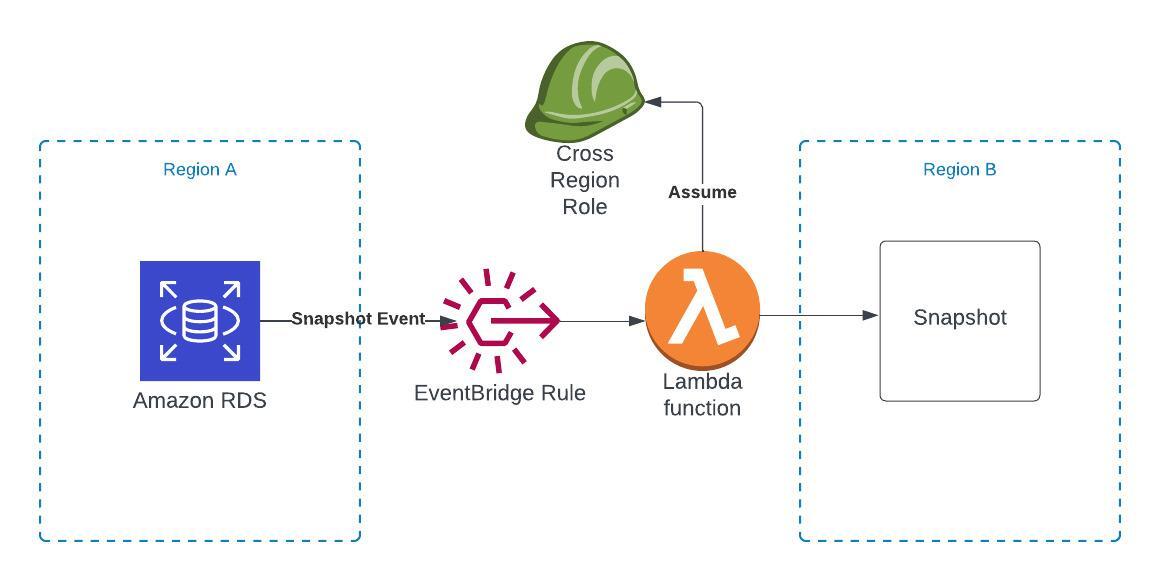 Cross
Region
Role
Region A
Region B
Assume
Snapshot Event
Snapshot
Amazon RDS
EventBridge Rule
Lambda
function